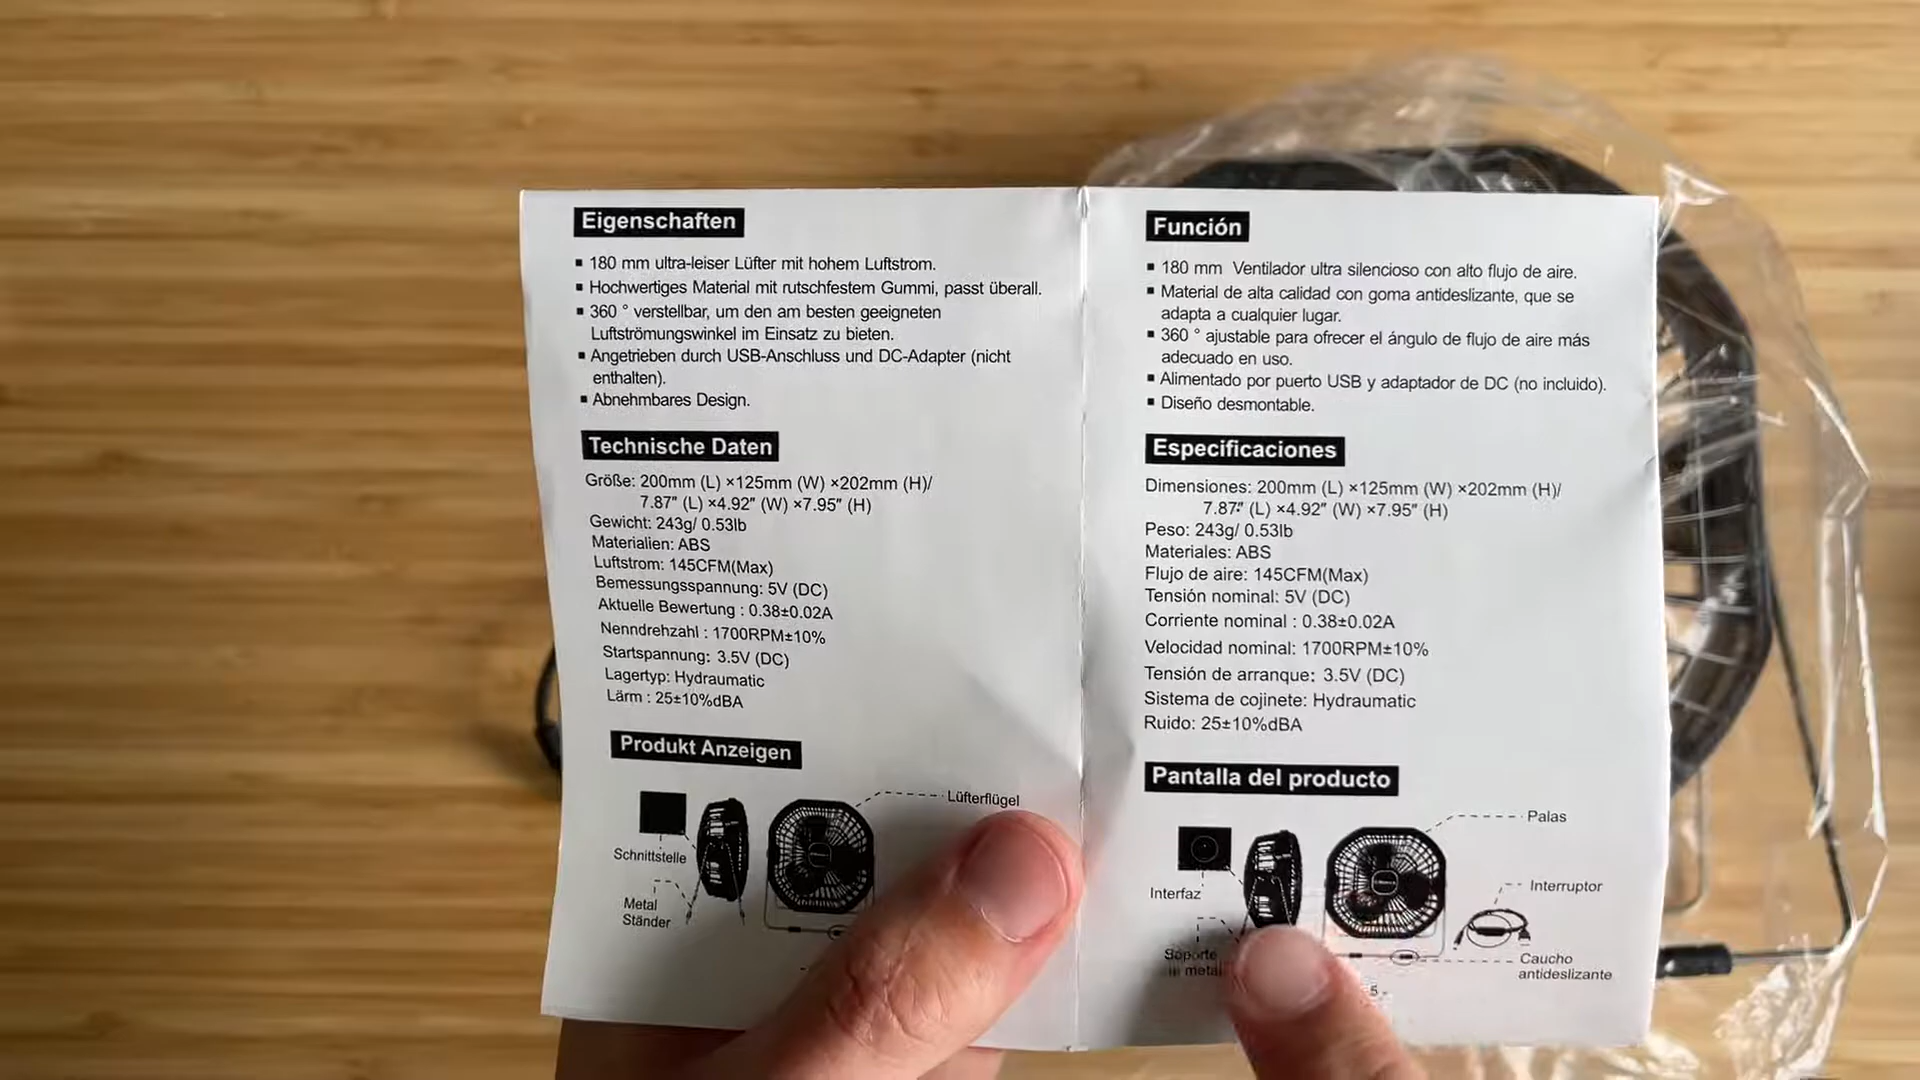 Eigenschaften
▪ 180 mm ultra-leiser Lüfter mit hohem Luftstrom.
▪ Hochwertiges Material mit rutschfestem Gummi, passt überall.
▪ 360 ° verstellbar, um den am besten geeigneten
Luftströmungswinkel im Einsatz zu bieten.
▪ Angetrieben durch USB-Anschluss und DC-Adapter (nicht
enthalten).
▪ Abnehmbares Design.
Technische Daten
Größe: 200mm (L) ×125mm (W) ×202mm (H)/
7.87" (L) ×4.92" (W) ×7.95" (H)
Gewicht: 243g/ 0.53lb
Materialien: ABS
Luftstrom: 145CFM(Max)
Bemessungsspannung: 5V (DC)
Aktuelle Bewertung : 0.38±0.02A
Nenndrehzahl : 1700RPM±10%
Startspannung: 3.5V (DC)
Lagertyp: Hydraumatic
Lärm : 25±10%dBA
Produkt Anzeigen
Lüfterflügel
Schnittstelle
Metal
Ständer
Función
▪ 180 mm Ventilador ultra silencioso con alto flujo de aire.
▪ Material de alta calidad con goma antideslizante, que se
adapta a cualquier lugar.
▪ 360 ° ajustable para ofrecer el ángulo de flujo de aire más
adecuado en uso.
▪ Alimentado por puerto USB y adaptador de DC (no incluido).
▪ Diseño desmontable.
Especificaciones
Dimensiones: 200mm (L) ×125mm (W) ×202mm (H)/
7.87" (L) ×4.92" (W) ×7.95" (H)
Peso: 243g/ 0.53lb
Materiales: ABS
Flujo de aire: 145CFM(Max)
Tensión nominal: 5V (DC)
Corriente nominal : 0.38±0.02A
Velocidad nominal: 1700RPM±10%
Tensión de arranque: 3.5V (DC)
Sistema de cojinete: Hydraumatic
Ruido: 25±10%dBA
Pantalla del producto
Palas
Interfaz
Interruptor
Soporte
metal
Caucho
antideslizante
5 -